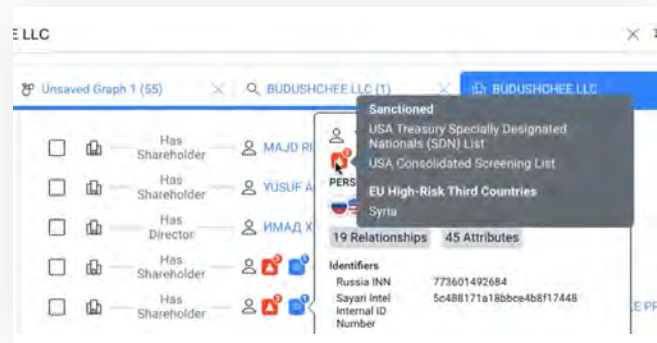 E LLC
Unsaved Graph 1 (55)
BUDUSHCHEE LLC (1)
BUDUSHCHEE LLC
Sanctioned
USA Treasury Specially Designated
Nationals (SDN) List
USA Consolidated Screening List
EU High-Risk Third Countries
Syria
Has
Shareholder
MAJD RI
Has
Shareholder
YUSUF A
PERS
Has
Director
ИМАД Х
19 Relationships
45 Attributes
Has
Shareholder
Identifiers
Russia INN
773601492684
Has
Shareholder
Sayari Intel
Internal ID
Number
5c488171a18bbce4b8f17448
E PR